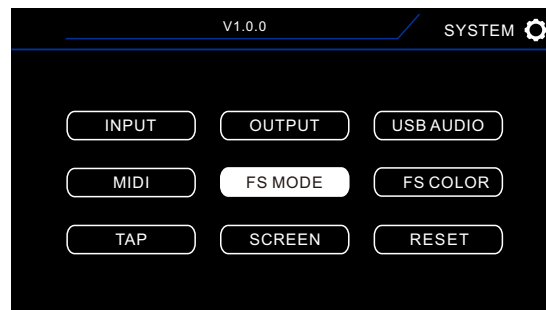 V1.0.0 SYSTEM
INPUT OUTPUT USB AUDIO
MIDI FS MODE FS COLOR
TAP SCREEN RESET